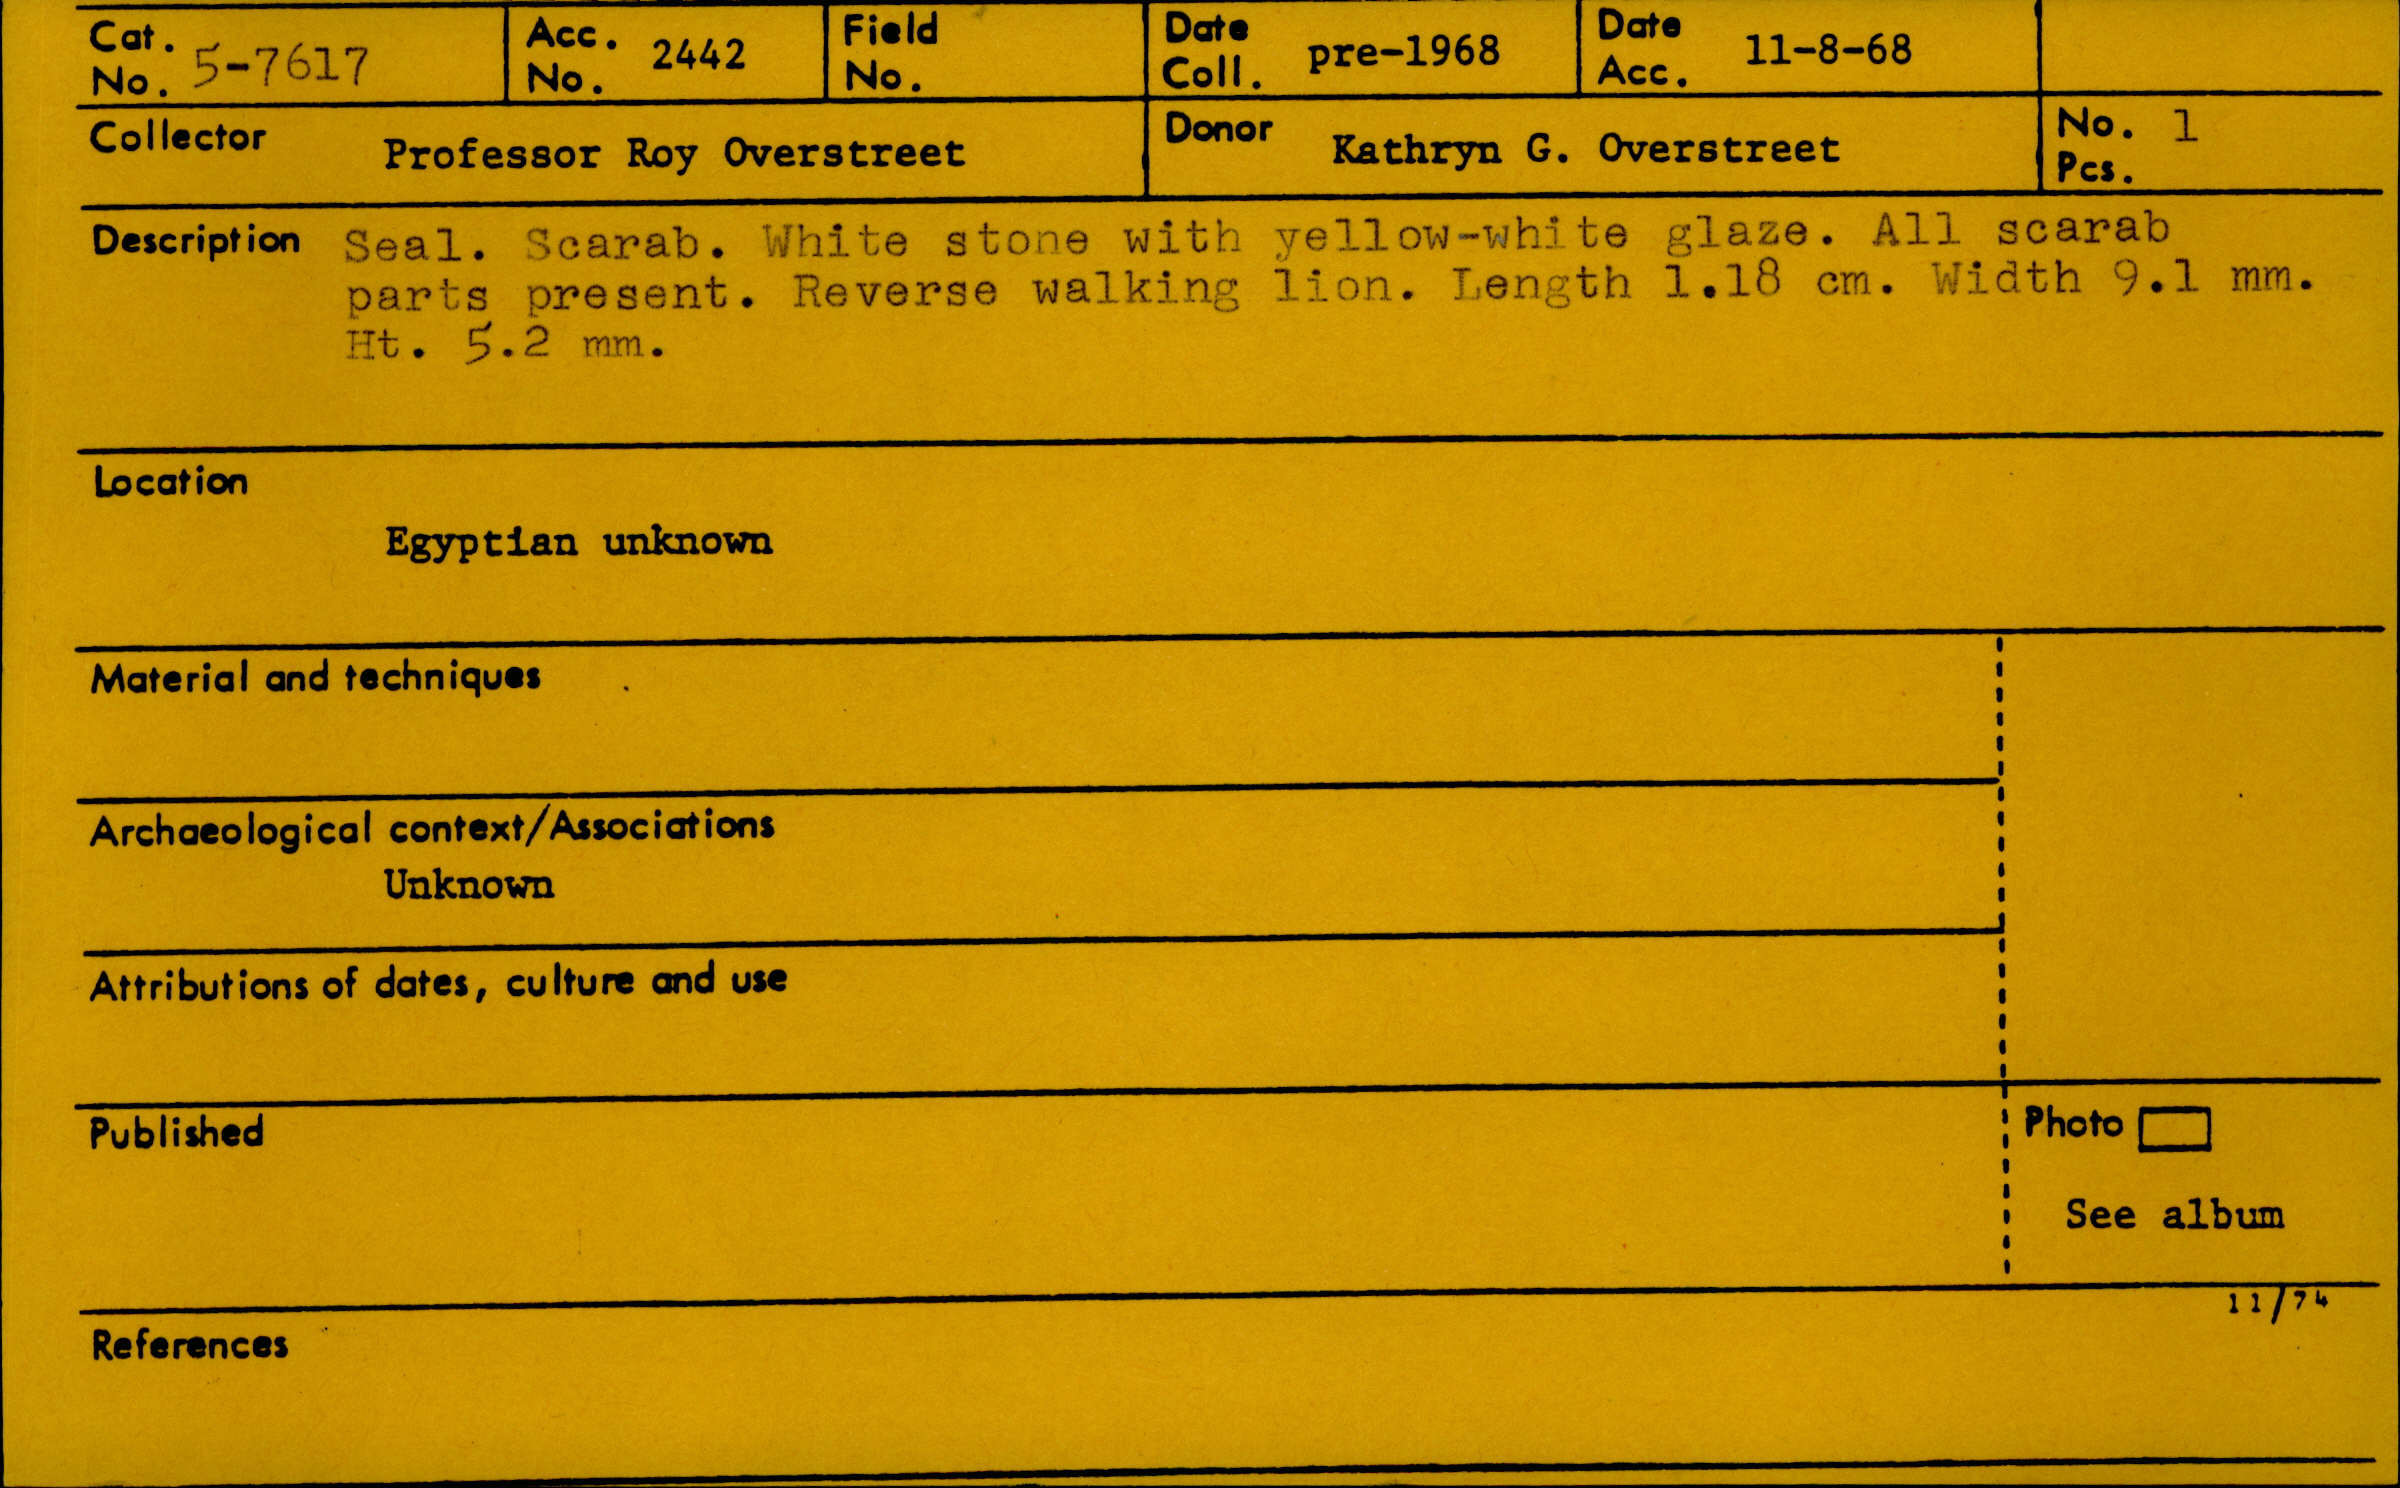 Cat. No. 5-7617 Acc. No. 2442 Field No. Date Coll. pre-1968 Date Acc. 11-8-68
Collector Professor Roy Overstreet Donor Kathryn G. Overstreet No. Pcs. 1
Description Seal. Scarab. White stone with yellow-white glaze. All scarab
parts present. Reverse walking lion. Length 1.18 cm. Width 9.1 mm.
Ht. 5.2 mm.
Location
Egyptian unknown
Material and techniques
Archaeological context/Associations
Unknown
Attributions of dates, culture and use
Published
Photo
See album
11/74
References